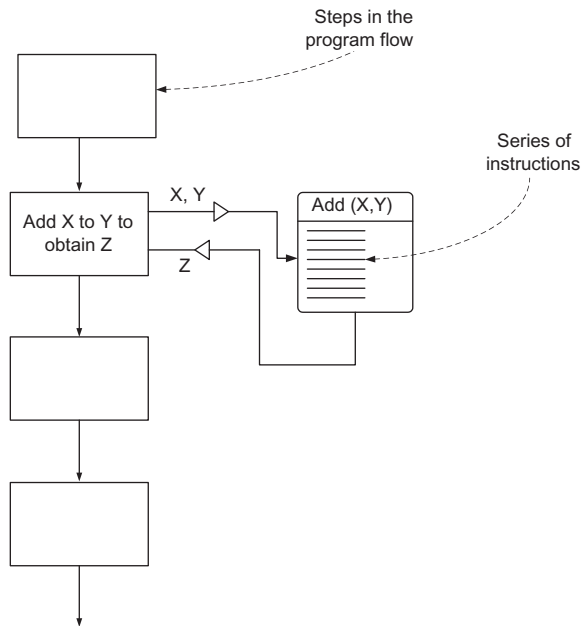 Steps in the
program flow
Series of
instructions
X, Y
Add (X,Y)
Add X to Y to
obtain Z
Z